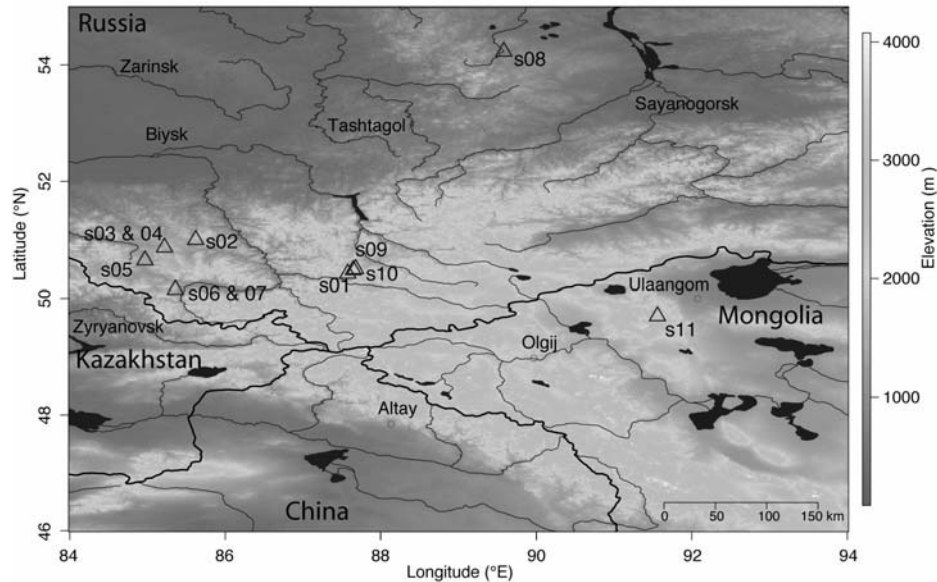 Russia
Zarinsk
s08
Sayanogorsk
Biysk
Tashtagol
s03 & 04
s02
s05
s09
s01
s10
s06 & 07
Ulaangom
Mongolia
s11
Zyryanovsk
Kazakhstan
Olgij
Altay
China
0 50 100 150 km
54
52
50
48
46
Latitude (°N)
84 86 88 90 92 94
Longitude (°E)
4000
3000
2000
1000
Elevation (m )